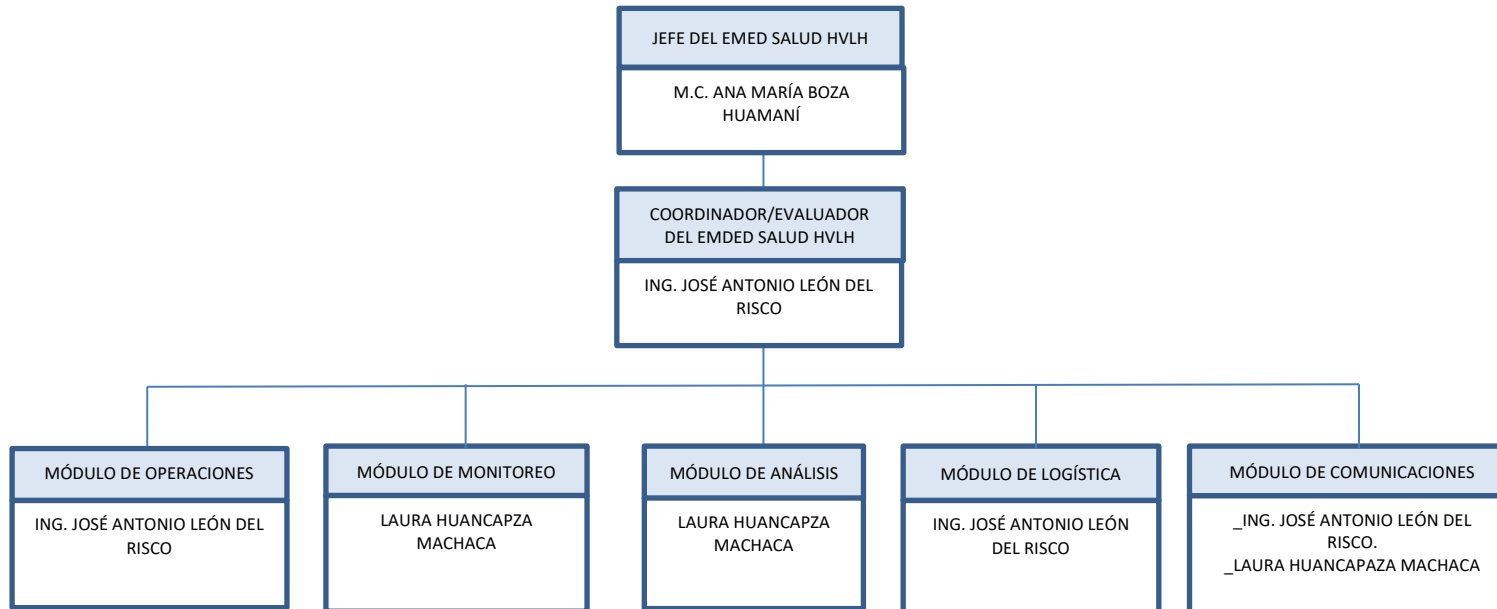 JEFE DEL EMED SALUD HVLH
M.C. ANA MARÍA BOZA
HUAMANÍ
COORDINADOR/EVALUADOR
DEL EMDED SALUD HVLH
ING. JOSÉ ANTONIO LEÓN DEL
RISCO
MÓDULO DE OPERACIONES
ING. JOSÉ ANTONIO LEÓN DEL
RISCO
MÓDULO DE MONITOREO
LAURA HUANCAPZA
MACHACA
MÓDULO DE ANÁLISIS
LAURA HUANCAPZA
MACHACA
MÓDULO DE LOGÍSTICA
ING. JOSÉ ANTONIO LEÓN
DEL RISCO
MÓDULO DE COMUNICACIONES
_ING. JOSÉ ANTONIO LEÓN DEL
RISCO.
_LAURA HUANCAPAZA MACHACA